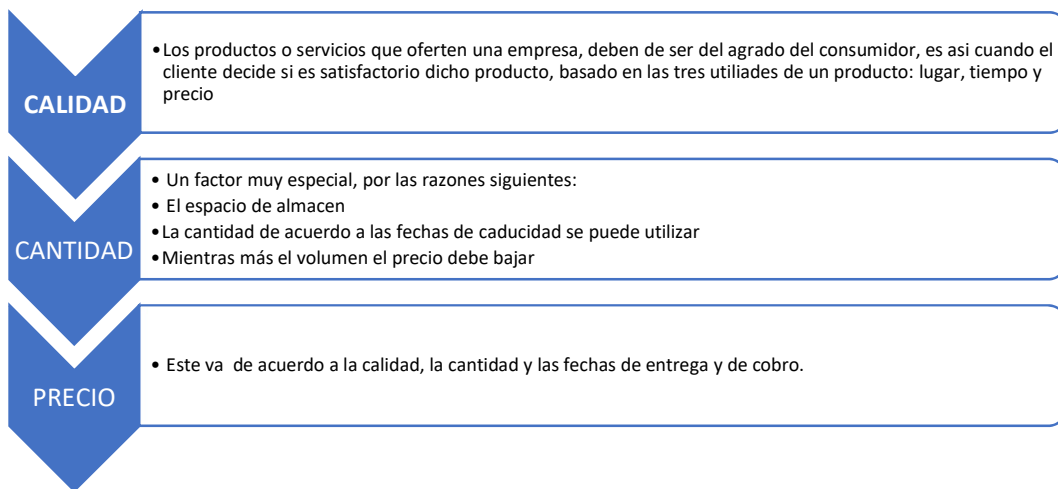 CALIDAD
•Los productos o servicios que oferten una empresa, deben de ser del agrado del consumidor, es asi cuando el
cliente decide si es satisfactorio dicho producto, basado en las tres utiliades de un producto: lugar, tiempo y
precio
CANTIDAD
• Un factor muy especial, por las razones siguientes:
• El espacio de almacen
•La cantidad de acuerdo a las fechas de caducidad se puede utilizar
•Mientras más el volumen el precio debe bajar
PRECIO
• Este va  de acuerdo a la calidad, la cantidad y las fechas de entrega y de cobro.